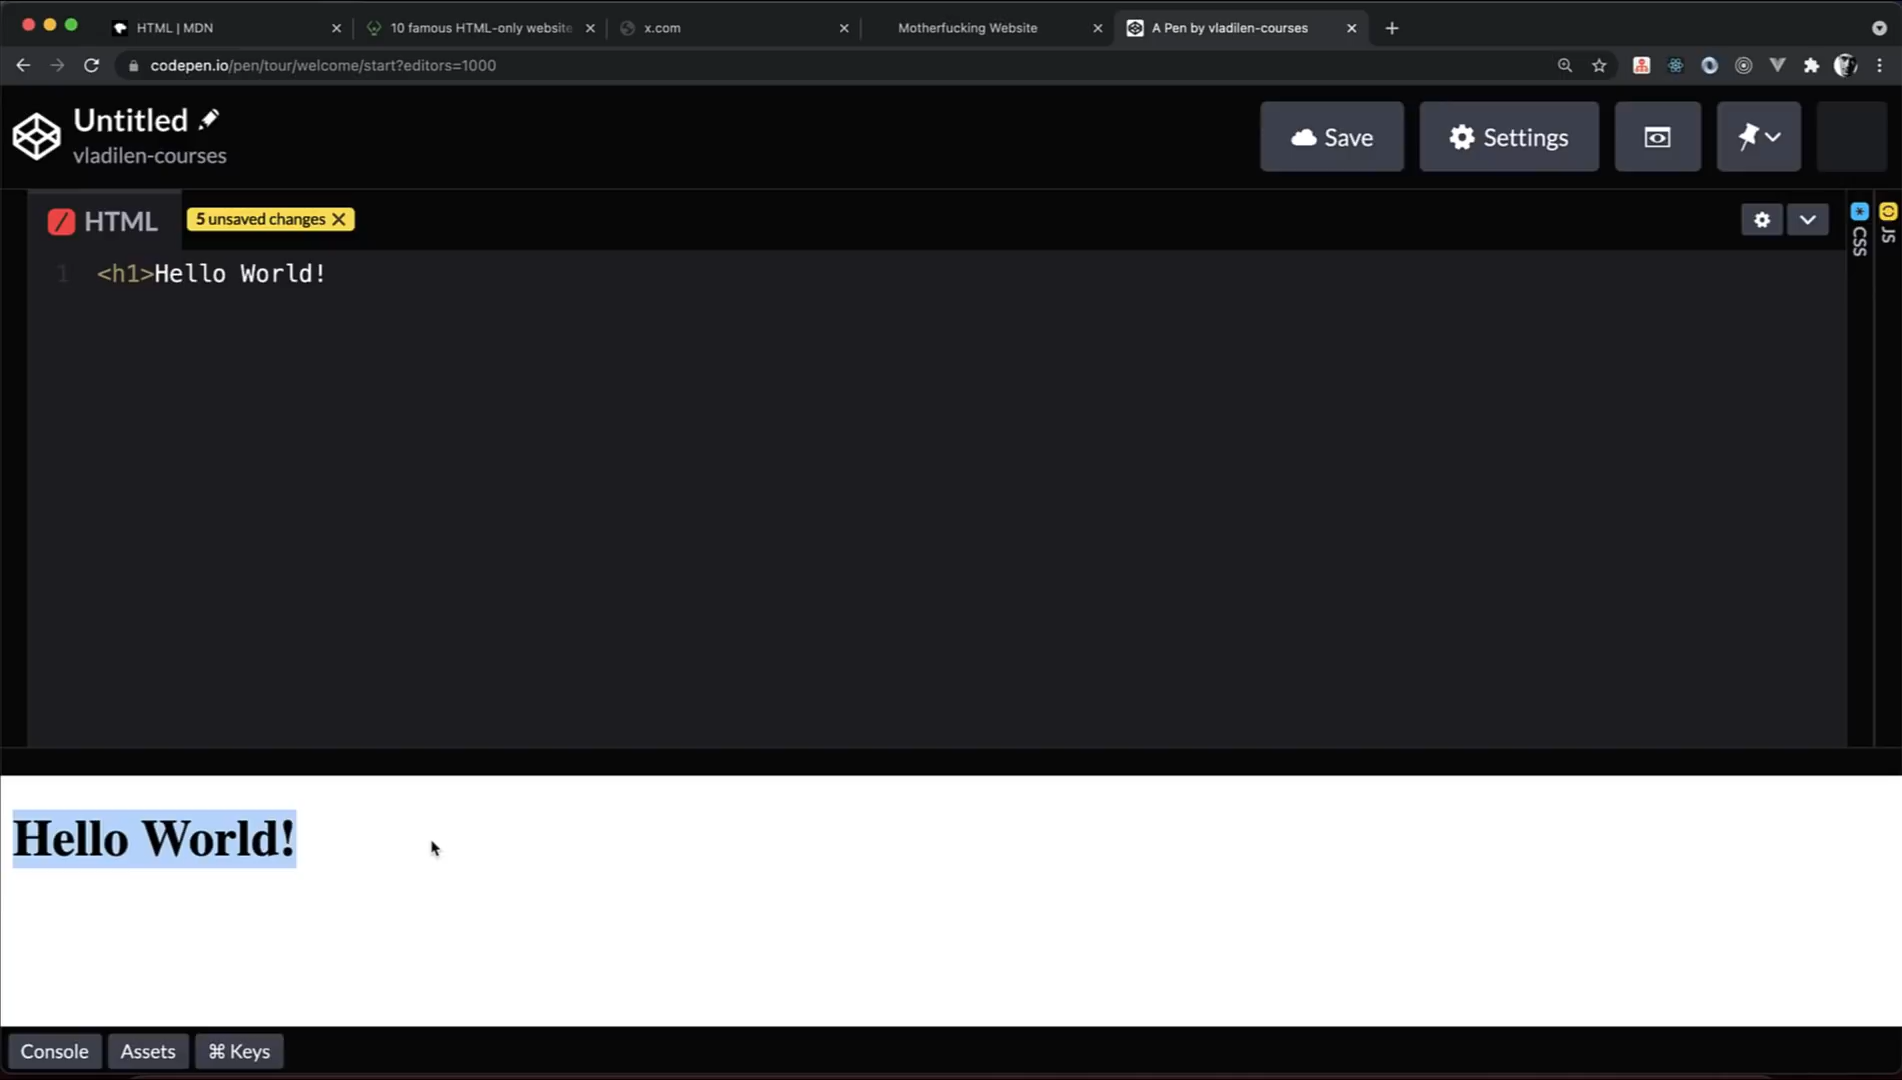 HTML | MDN
10 famous HTML-only website
x.com
Motherfucking Website
A Pen by vladilen-courses
codepen.io/pen/tour/welcome/start?editors=1000
Untitled
vladilen-courses
Save
Settings
HTML
5 unsaved changes
CSS
JS
1 <h1>Hello World!
Hello World!
Console
Assets
⌘ Keys